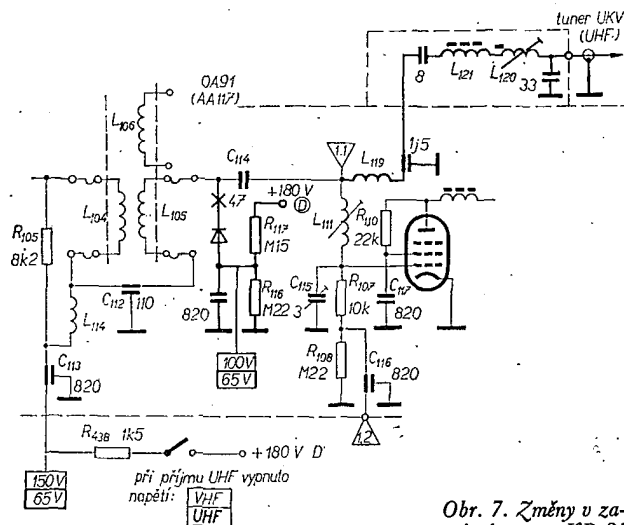 tuner UKV
(UHF)
8
L121
L120
33
0A91
(AA117)
L106
C114
1.1
L119
1j5
+180 V
D
47
L104
L105
R117
M15
L111
R110
22k
R105
8k2
C112
110
820
R116
M22
C115
3
R107
10k
C117
820
L114
C113
820
100V
65V
R108
M22
C116
820
R438
1k5
+180 V D
1.2
150V
65V
při příjmu UHF vypnuto
napětí:
VHF
UHF
Obr. 7. Změny v za-